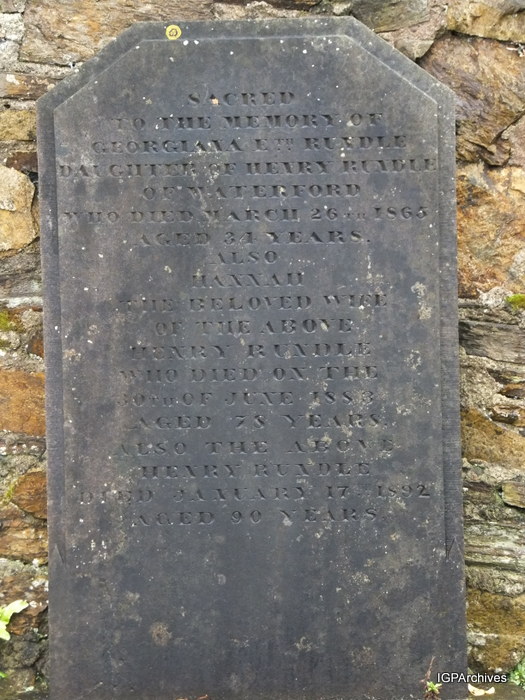 SACRED
TO THE MEMORY OF
GEORGIANA ETH RUNDLE
DAUGHTER OF HENRY RUNDLE
OF WATERFORD
WHO DIED MARCH 26TH 1865
AGED 34 YEARS.
ALSO
HANNAH
THE BELOVED WIFE
OF THE ABOVE
HENRY RUNDLE
WHO DIED ON THE
30TH OF JUNE 1883
AGED 78 YEARS.
ALSO THE ABOVE
HENRY RUNDLE
DIED JANUARY 17TH 1892
AGED 90 YEARS
IGPArchives